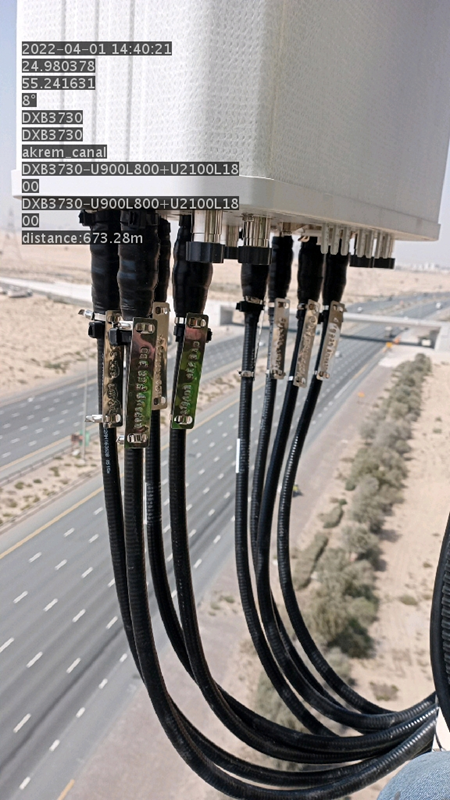 2022-04-01 14:40:21
24.980378
55.241631
8°
DXB3730
DXB3730
akrem_canal
DXB3730-U900L800+U2100L18
00
DXB3730-U900L800+U2100L18
00
distance:673.28m